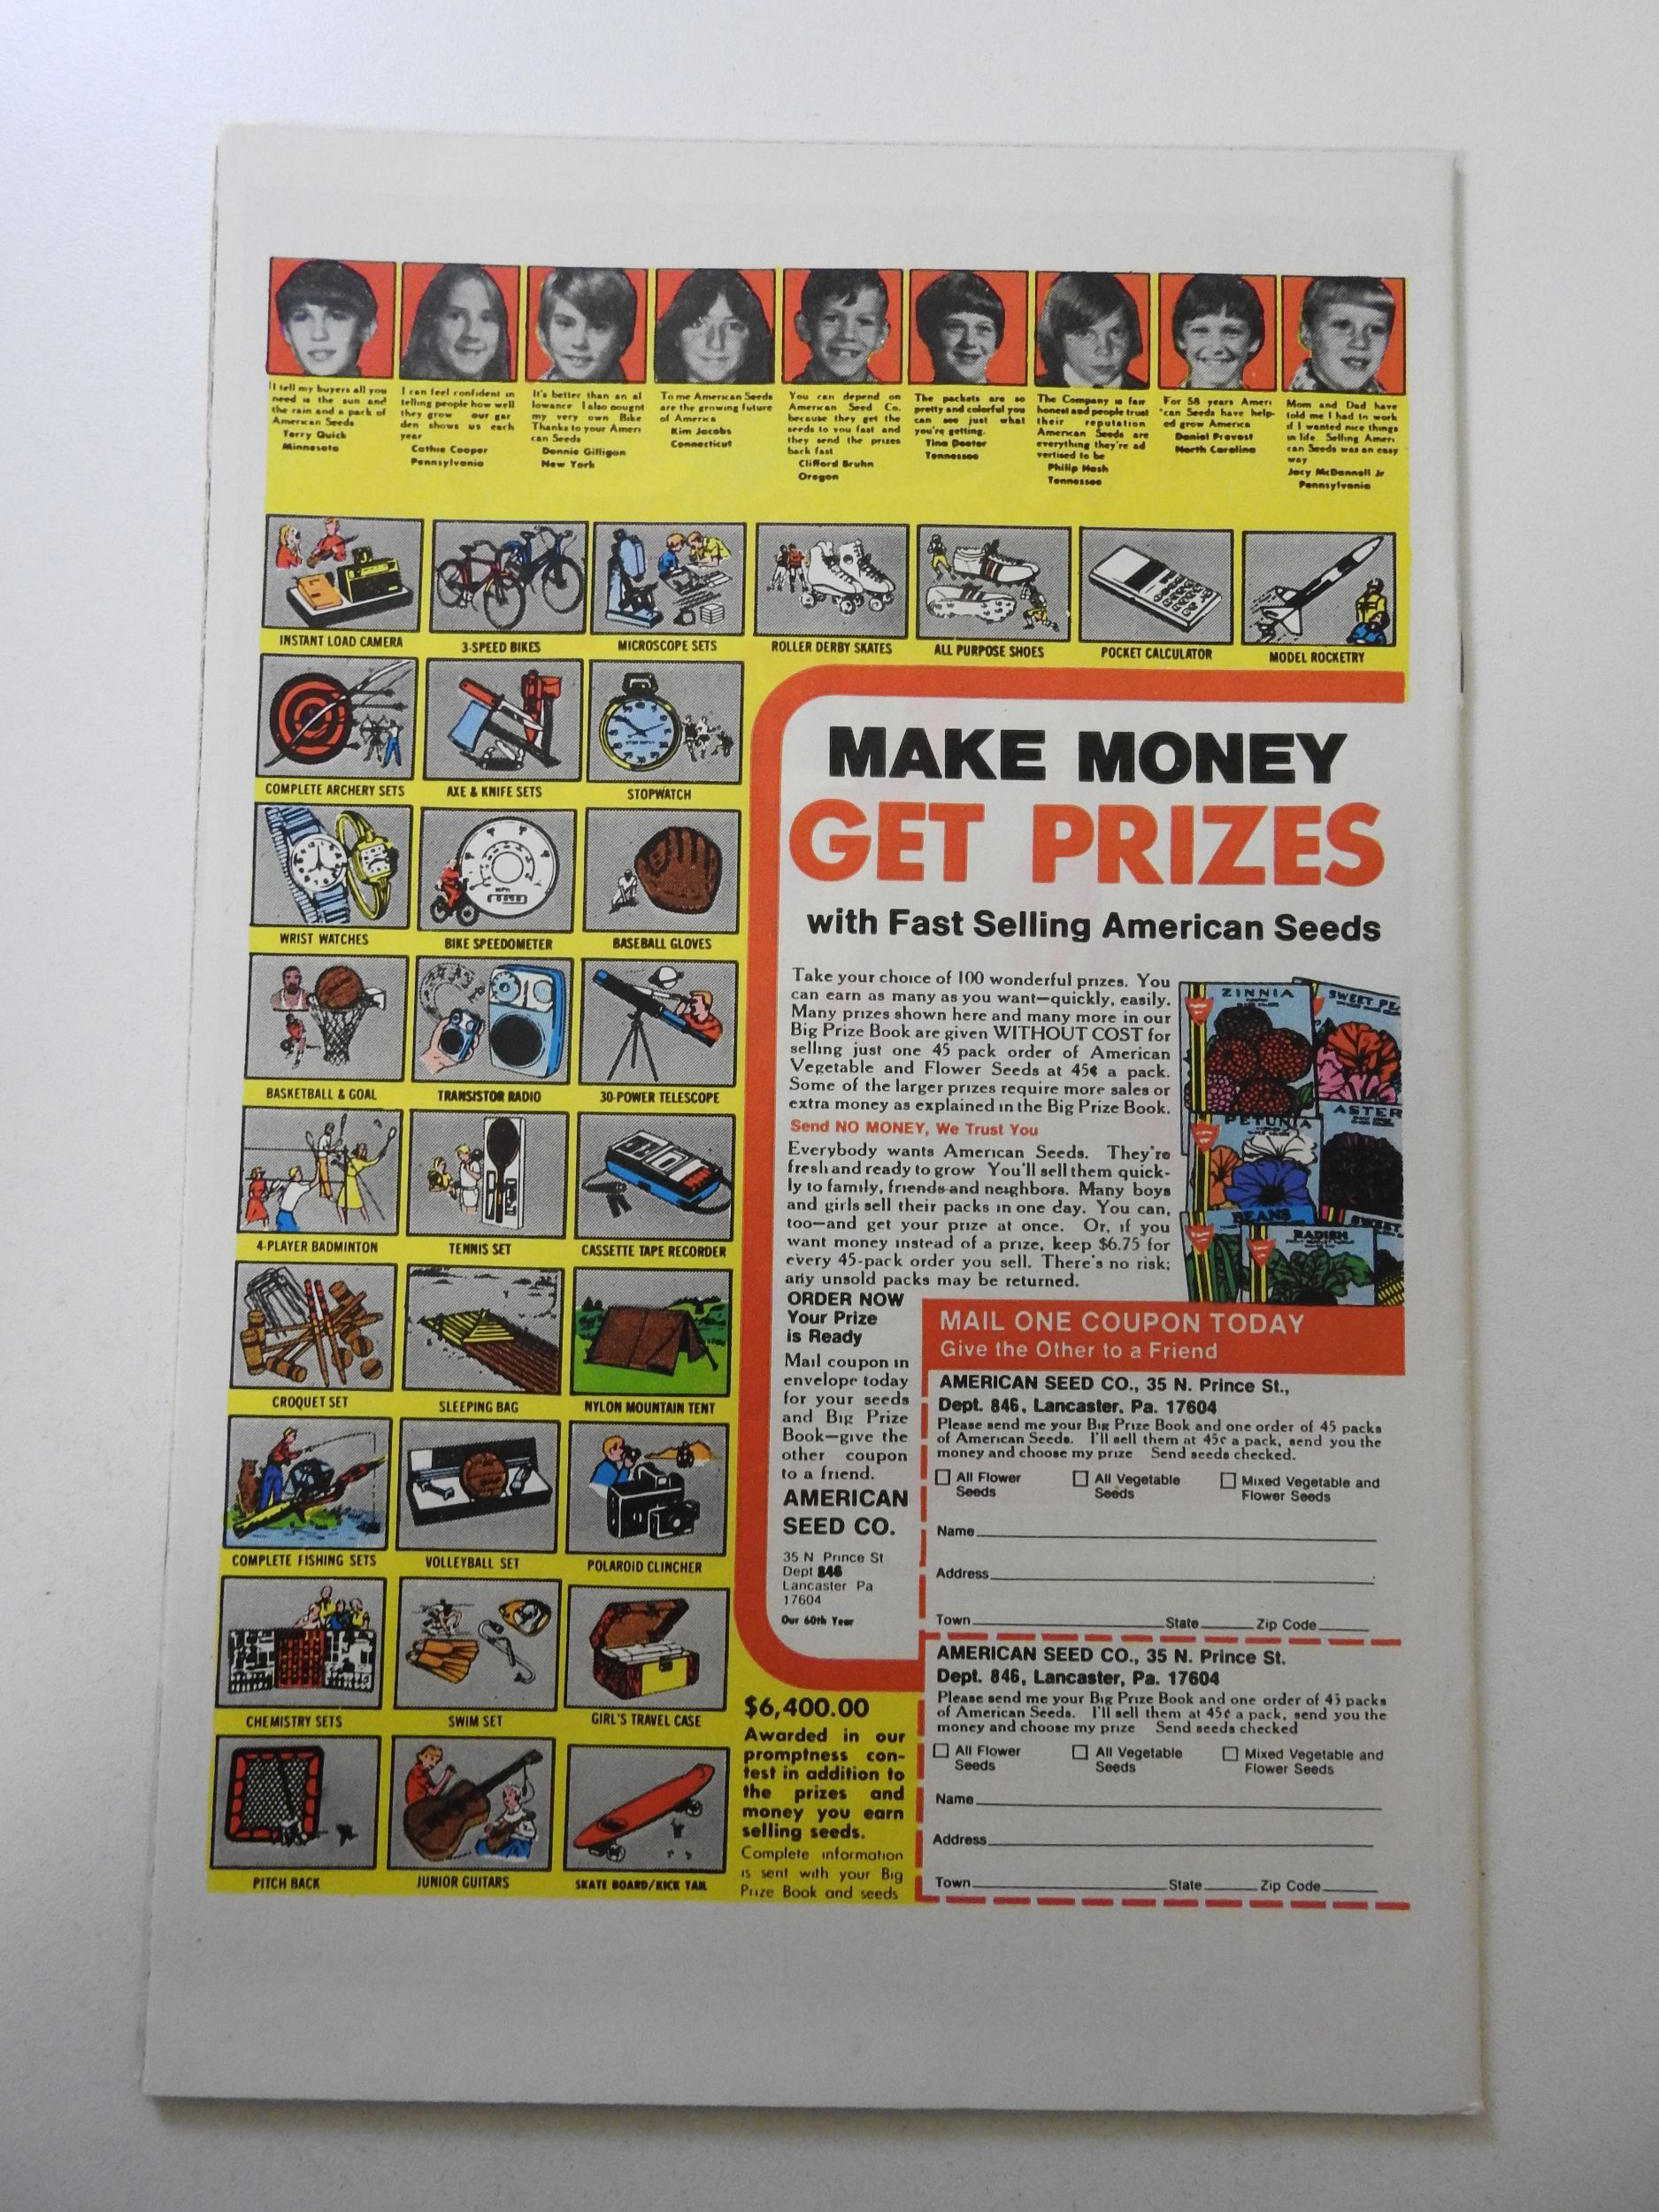 I tell my buyers all you
need is the sun and
the rain and a pack of
American Seeds
Terry Quick
Minnesota
I can feel confident in
telling people how well
they grow our gar
den shows us each
year
Cathie Cooper
Pennsylvania
It's better than an al
lowance I also bought
my very own Bike
Thanks to your Ameri
can Seeds
Donnie Gilligan
New York
To me American Seeds
are the growing future
of America
Kim Jacobs
Connecticut
You can depend on
American Seed Co.
because they get the
seeds to you fast and
they send the prizes
back fast
Clifford Bruhn
Oregon
The packets are so
pretty and colorful you
can see just what
you're getting.
Tina Deeter
Tennessee
The Company is fair
honest and people trust
their reputation
American Seeds are
everything they're ad
vertised to be
Philip Hash
Tennessee
For 58 years Ameri
can Seeds have help-
ed grow America
Daniel Provost
North Carolina
Mom and Dad have
told me I had to work
if I wanted nice things
in life Selling Ameri
can Seeds was an easy
way
Jacy McDannell Jr
Pennsylvania
INSTANT LOAD CAMERA
3-SPEED BIKES
MICROSCOPE SETS
ROLLER DERBY SKATES
ALL PURPOSE SHOES
POCKET CALCULATOR
MODEL ROCKETRY
COMPLETE ARCHERY SETS
AXE & KNIFE SETS
STOPWATCH
WRIST WATCHES
MPH
BIKE SPEEDOMETER
BASEBALL GLOVES
BASKETBALL & GOAL
TRANSISTOR RADIO
30-POWER TELESCOPE
4-PLAYER BADMINTON
TENNIS SET
CASSETTE TAPE RECORDER
CROQUET SET
SLEEPING BAG
NYLON MOUNTAIN TENT
COMPLETE FISHING SETS
VOLLEYBALL SET
POLAROID CLINCHER
CHEMISTRY SETS
SWIM SET
GIRL'S TRAVEL CASE
PITCH BACK
JUNIOR GUITARS
SKATE BOARD/KICK TAIL
MAKE MONEY
GET PRIZES
with Fast Selling American Seeds
Take your choice of 100 wonderful prizes. You
can earn as many as you want—quickly, easily.
Many prizes shown here and many more in our
Big Prize Book are given WITHOUT COST for
selling just one 45 pack order of American
Vegetable and Flower Seeds at 45¢ a pack.
Some of the larger prizes require more sales or
extra money as explained in the Big Prize Book.
Send NO MONEY, We Trust You
Everybody wants American Seeds. They're
fresh and ready to grow You'll sell them quick-
ly to family, friends and neighbors. Many boys
and girls sell their packs in one day. You can,
too—and get your prize at once. Or, if you
want money instead of a prize, keep $6.75 for
every 45-pack order you sell. There's no risk;
any unsold packs may be returned.
ZINNIA
SWEET PE
PETUNIA
ASTER
BEANS
RADISH
SWEET
ORDER NOW
Your Prize
is Ready
Mail coupon in
envelope today
for your seeds
and Big Prize
Book—give the
other coupon
to a friend.
AMERICAN
SEED CO.
35 N Prince St
Dept 846
Lancaster Pa
17604
Our 60th Year
$6,400.00
Awarded in our
promptness con-
test in addition to
the prizes and
money you earn
selling seeds.
Complete information
is sent with your Big
Prize Book and seeds
MAIL ONE COUPON TODAY
Give the Other to a Friend
AMERICAN SEED CO., 35 N. Prince St.,
Dept. 846, Lancaster, Pa. 17604
Please send me your Big Prize Book and one order of 45 packs
of American Seeds. I'll sell them at 45¢ a pack, send you the
money and choose my prize Send seeds checked.
All Flower
Seeds
All Vegetable
Seeds
Mixed Vegetable and
Flower Seeds
Name
Address
Town State Zip Code
AMERICAN SEED CO., 35 N. Prince St.
Dept. 846, Lancaster, Pa. 17604
Please send me your Big Prize Book and one order of 45 packs
of American Seeds. I'll sell them at 45¢ a pack, send you the
money and choose my prize Send seeds checked
All Flower
Seeds
All Vegetable
Seeds
Mixed Vegetable and
Flower Seeds
Name
Address
Town State Zip Code